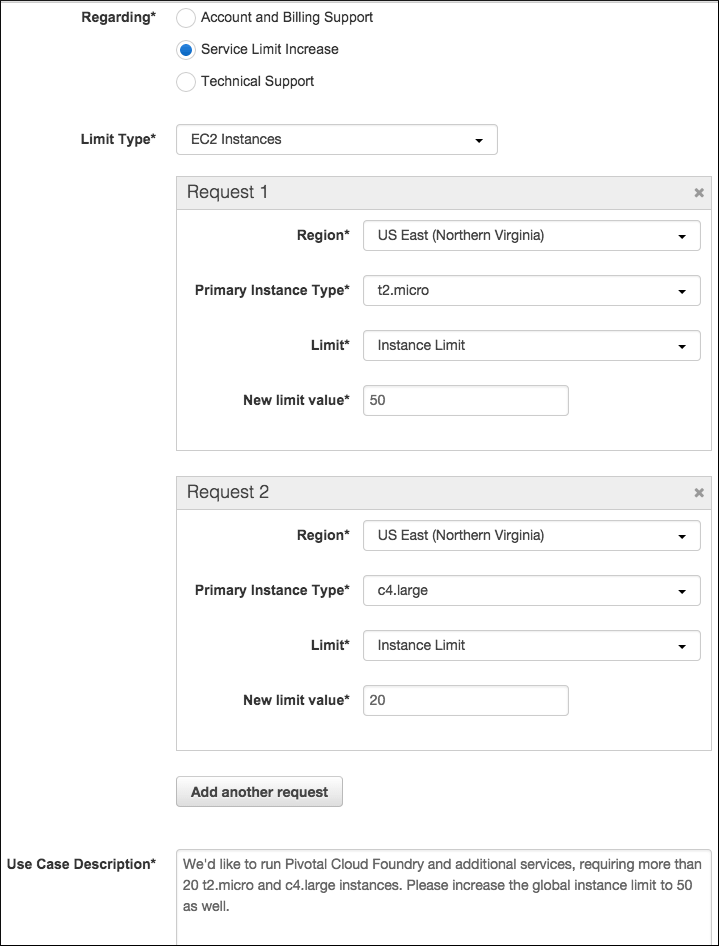 Regarding*
Account and Billing Support
Service Limit Increase
Technical Support
Limit Type* EC2 Instances
Request 1
Region* US East (Northern Virginia)
Primary Instance Type* t2.micro
Limit* Instance Limit
New limit value* 50
Request 2
Region* US East (Northern Virginia)
Primary Instance Type* c4.large
Limit* Instance Limit
New limit value* 20
Add another request
Use Case Description*
We'd like to run Pivotal Cloud Foundry and additional services, requiring more than
20 t2.micro and c4.large instances. Please increase the global instance limit to 50
as well.